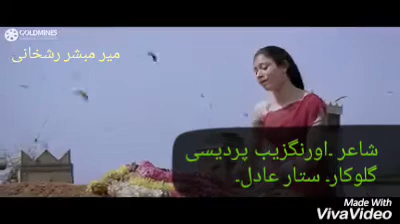 GOLDMINES
میر مبشر رشخانی
شاعر ۔اورنگزیب پردیسی
گلوکار۔ ستار عادل۔
Made With
VivaVideo